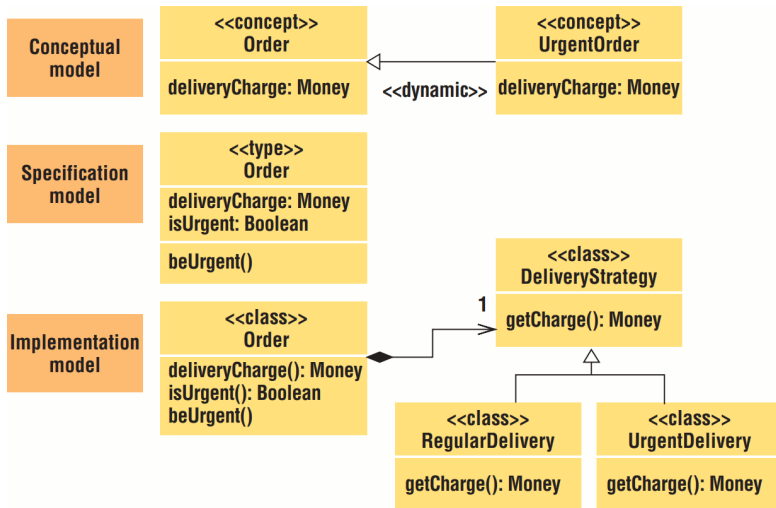 Conceptual
model
<<concept>>
Order
deliveryCharge: Money
<<dynamic>>
<<concept>>
UrgentOrder
deliveryCharge: Money
Specification
model
<<type>>
Order
deliveryCharge: Money
isUrgent: Boolean
beUrgent()
Implementation
model
<<class>>
Order
deliveryCharge(): Money
isUrgent(): Boolean
beUrgent()
1
<<class>>
DeliveryStrategy
getCharge(): Money
<<class>>
RegularDelivery
getCharge(): Money
<<class>>
UrgentDelivery
getCharge(): Money